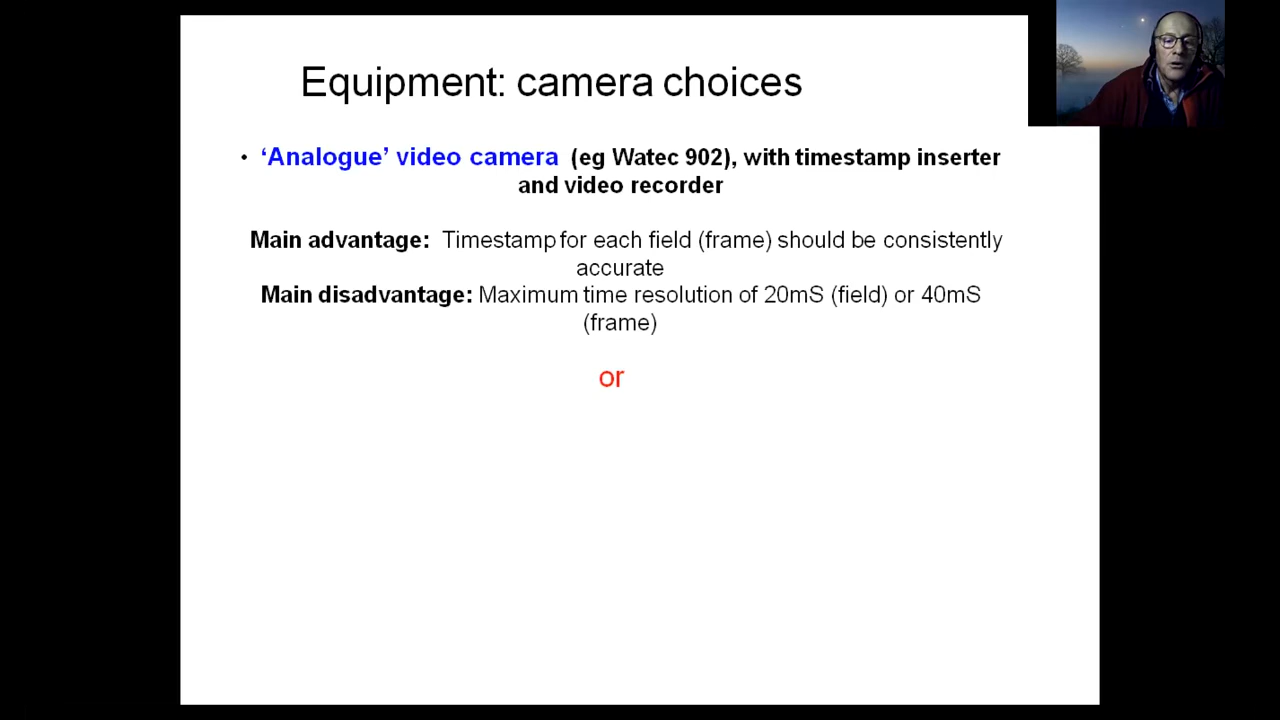 Equipment: camera choices
• ‘Analogue’ video camera (eg Watec 902), with timestamp inserter
and video recorder
Main advantage: Timestamp for each field (frame) should be consistently
accurate
Main disadvantage: Maximum time resolution of 20mS (field) or 40mS
(frame)
or